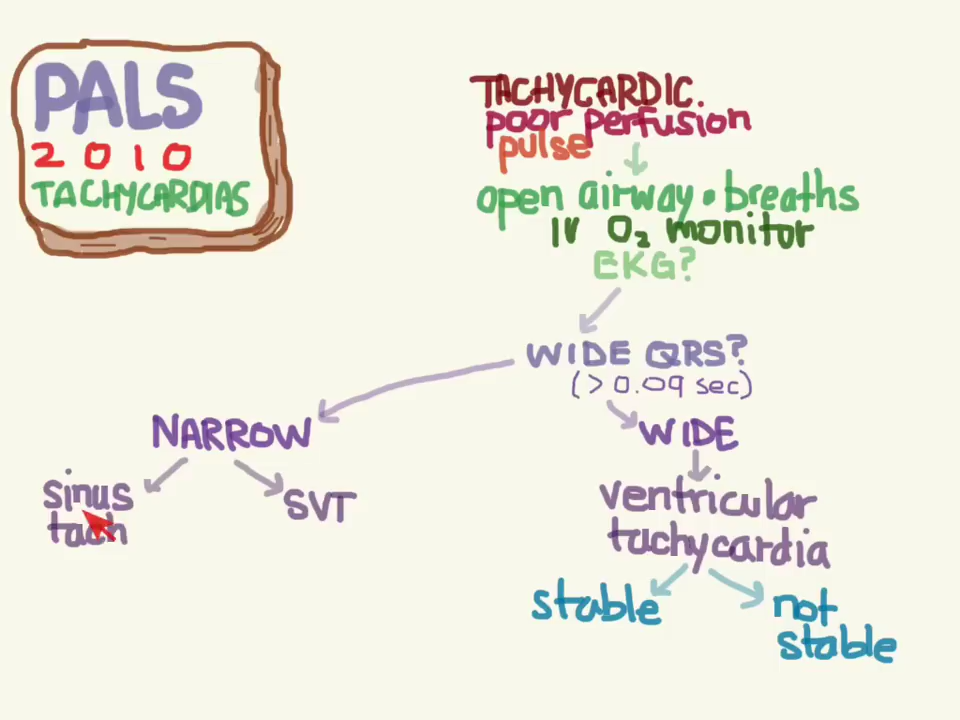 PALS
2010
TACHYCARDIAS
TACHYCARDIC.
poor perfusion
pulse
open airway • breaths
IV O₂ monitor
EKG?
WIDE QRS?
(> 0.09 sec)
NARROW
WIDE
sinus
tach
SVT
ventricular
tachycardia
stable
not
stable